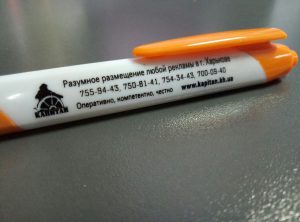 Разумное размещение любой рекламы в г. Харькове
755-94-43, 750-81-41, 754-34-43, 700-09-40
Оперативно, компетентно, честно www.kapitan.kh.ua
КАПИТАН